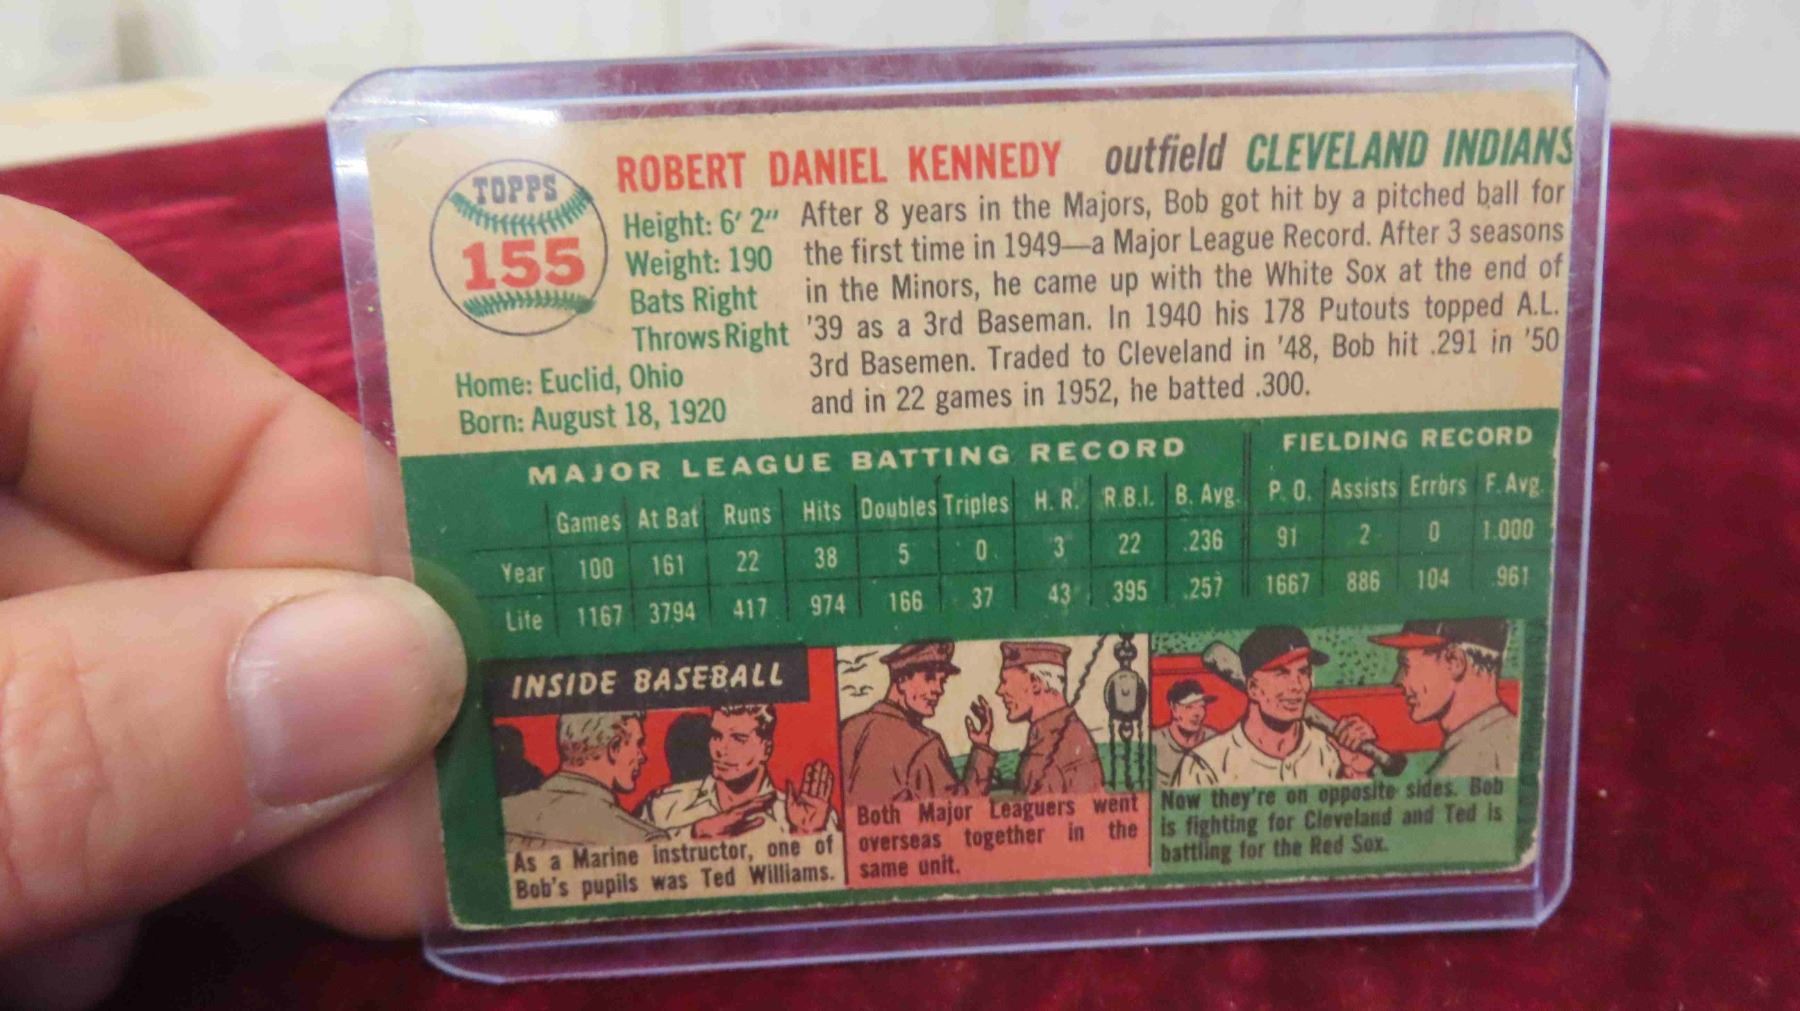 TOPPS
155
ROBERT DANIEL KENNEDY outfield CLEVELAND INDIANS
Height: 6' 2"
Weight: 190
Bats Right
Throws Right
Home: Euclid, Ohio
Born: August 18, 1920
After 8 years in the Majors, Bob got hit by a pitched ball for
the first time in 1949—a Major League Record. After 3 seasons
in the Minors, he came up with the White Sox at the end of
'39 as a 3rd Baseman. In 1940 his 178 Putouts topped A.L.
3rd Basemen. Traded to Cleveland in '48, Bob hit .291 in '50
and in 22 games in 1952, he batted .300.
MAJOR LEAGUE BATTING RECORD FIELDING RECORD
Games At Bat Runs Hits Doubles Triples H. R. R.B.I. B. Avg. P. O. Assists Errors F. Avg.
Year 100 161 22 38 5 0 3 22 .236 91 2 0 1.000
Life 1167 3794 417 974 166 37 43 395 .257 1667 886 104 .961
INSIDE BASEBALL
As a Marine instructor, one of
Bob's pupils was Ted Williams.
Both Major Leaguers went
overseas together in the
same unit.
Now they're on opposite sides. Bob
is fighting for Cleveland and Ted is
battling for the Red Sox.